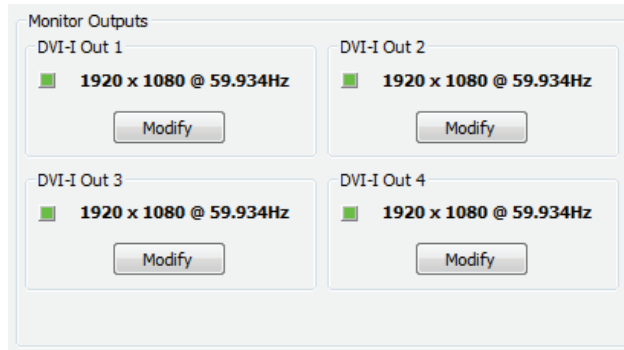 Monitor Outputs
DVI-I Out 1
1920 x 1080 @ 59.934Hz
Modify
DVI-I Out 2
1920 x 1080 @ 59.934Hz
Modify
DVI-I Out 3
1920 x 1080 @ 59.934Hz
Modify
DVI-I Out 4
1920 x 1080 @ 59.934Hz
Modify